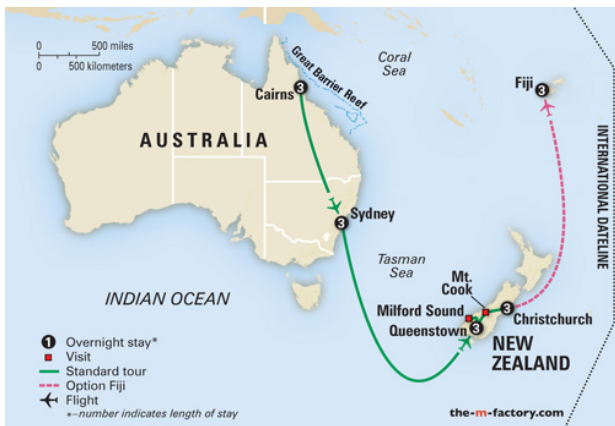 0 500 miles
0 500 kilometers
Coral
Sea
Great Barrier Reef
Fiji
3
Cairns
3
AUSTRALIA
INTERNATIONAL DATELINE
Sydney
3
Tasman
Sea
Mt.
Cook
INDIAN OCEAN
Milford Sound
3
Christchurch
Queenstown
3
NEW
ZEALAND
1 Overnight stay*
Visit
Standard tour
Option Fiji
Flight
*–number indicates length of stay
the-m-factory.com